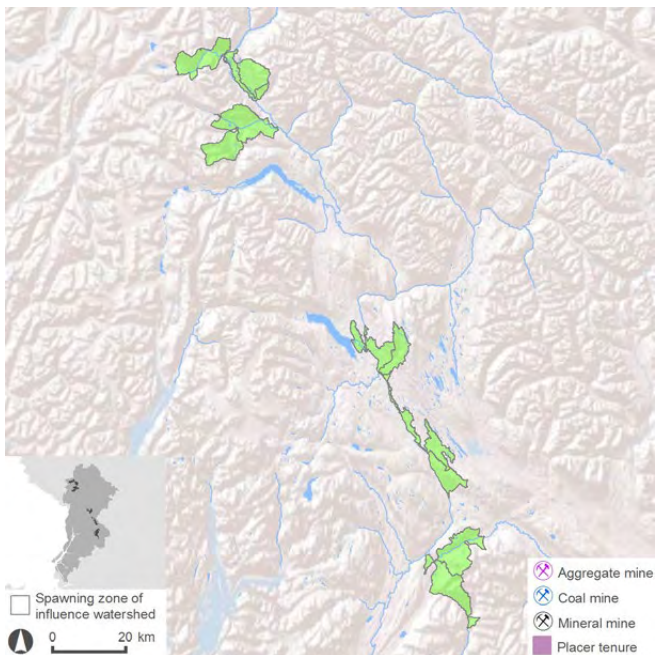 Spawning zone of
influence watershed
0 20 km
Aggregate mine
Coal mine
Mineral mine
Placer tenure